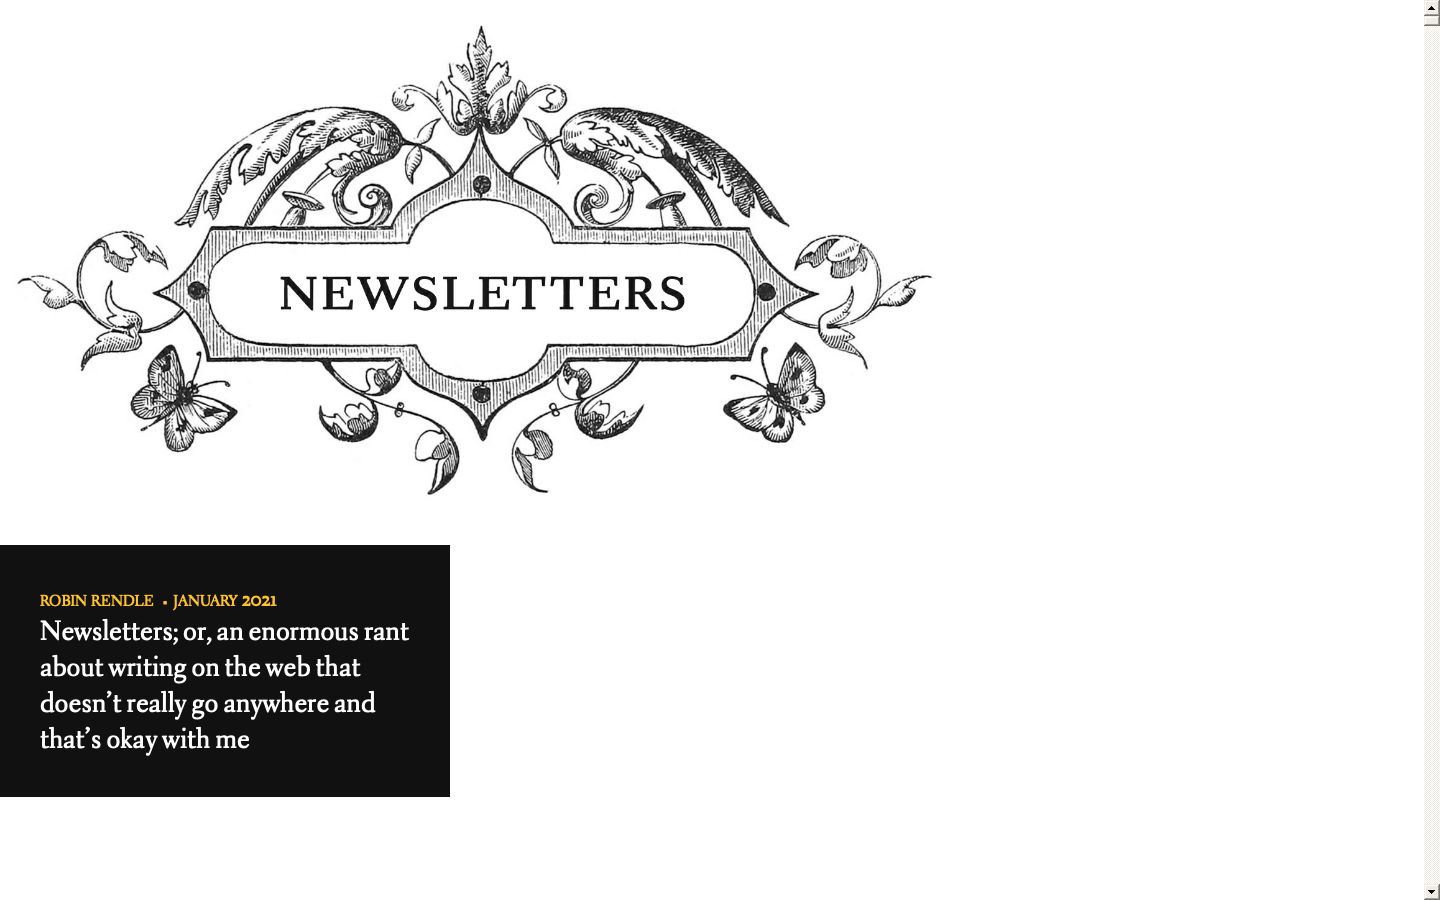 NEWSLETTERS
ROBIN RENDLE ▪ JANUARY 2021
Newsletters; or, an enormous rant
about writing on the web that
doesn’t really go anywhere and
that’s okay with me